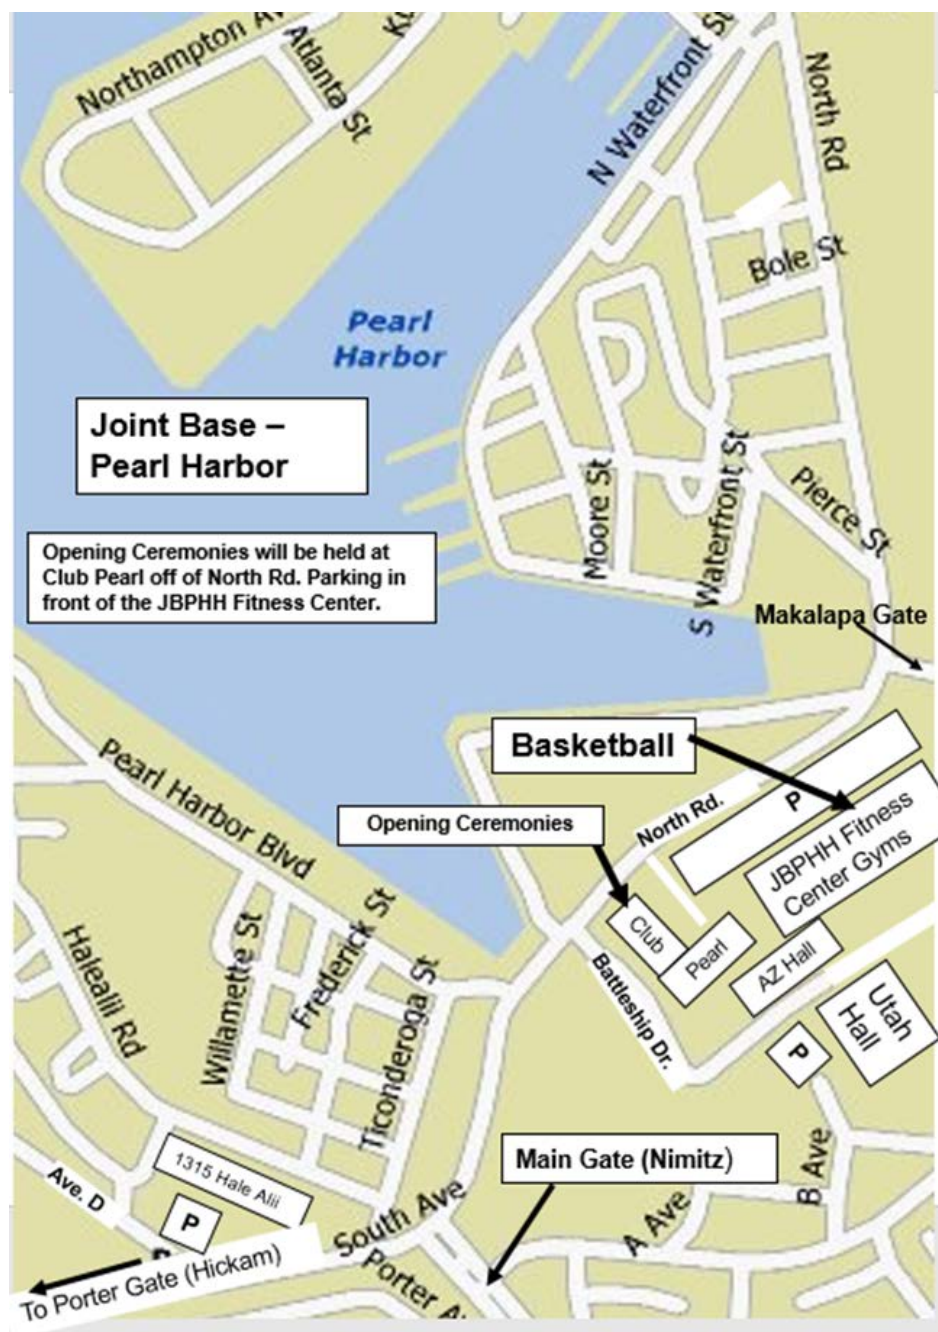 Northampton Av
Atlanta
St
N Waterfront St
North Rd
Bole St
Pearl
Harbor
Joint Base –
Pearl Harbor
Opening Ceremonies will be held at
Club Pearl off of North Rd. Parking in
front of the JBPHH Fitness Center.
Moore St
S Waterfront St
Pierce St
Makalapa Gate
Basketball
Pearl Harbor Blvd
Opening Ceremonies
North Rd.
P
JBPHH Fitness
Center Gyms
Club
Pearl
AZ Hall
Utah
Hall
P
Battleship Dr.
Halealii Rd
Willamette St
Frederick St
Ticonderoga St
Main Gate (Nimitz)
B Ave
A Ave
1315 Hale Alii
P
Ave. D
South Ave
Porter A
To Porter Gate (Hickam)